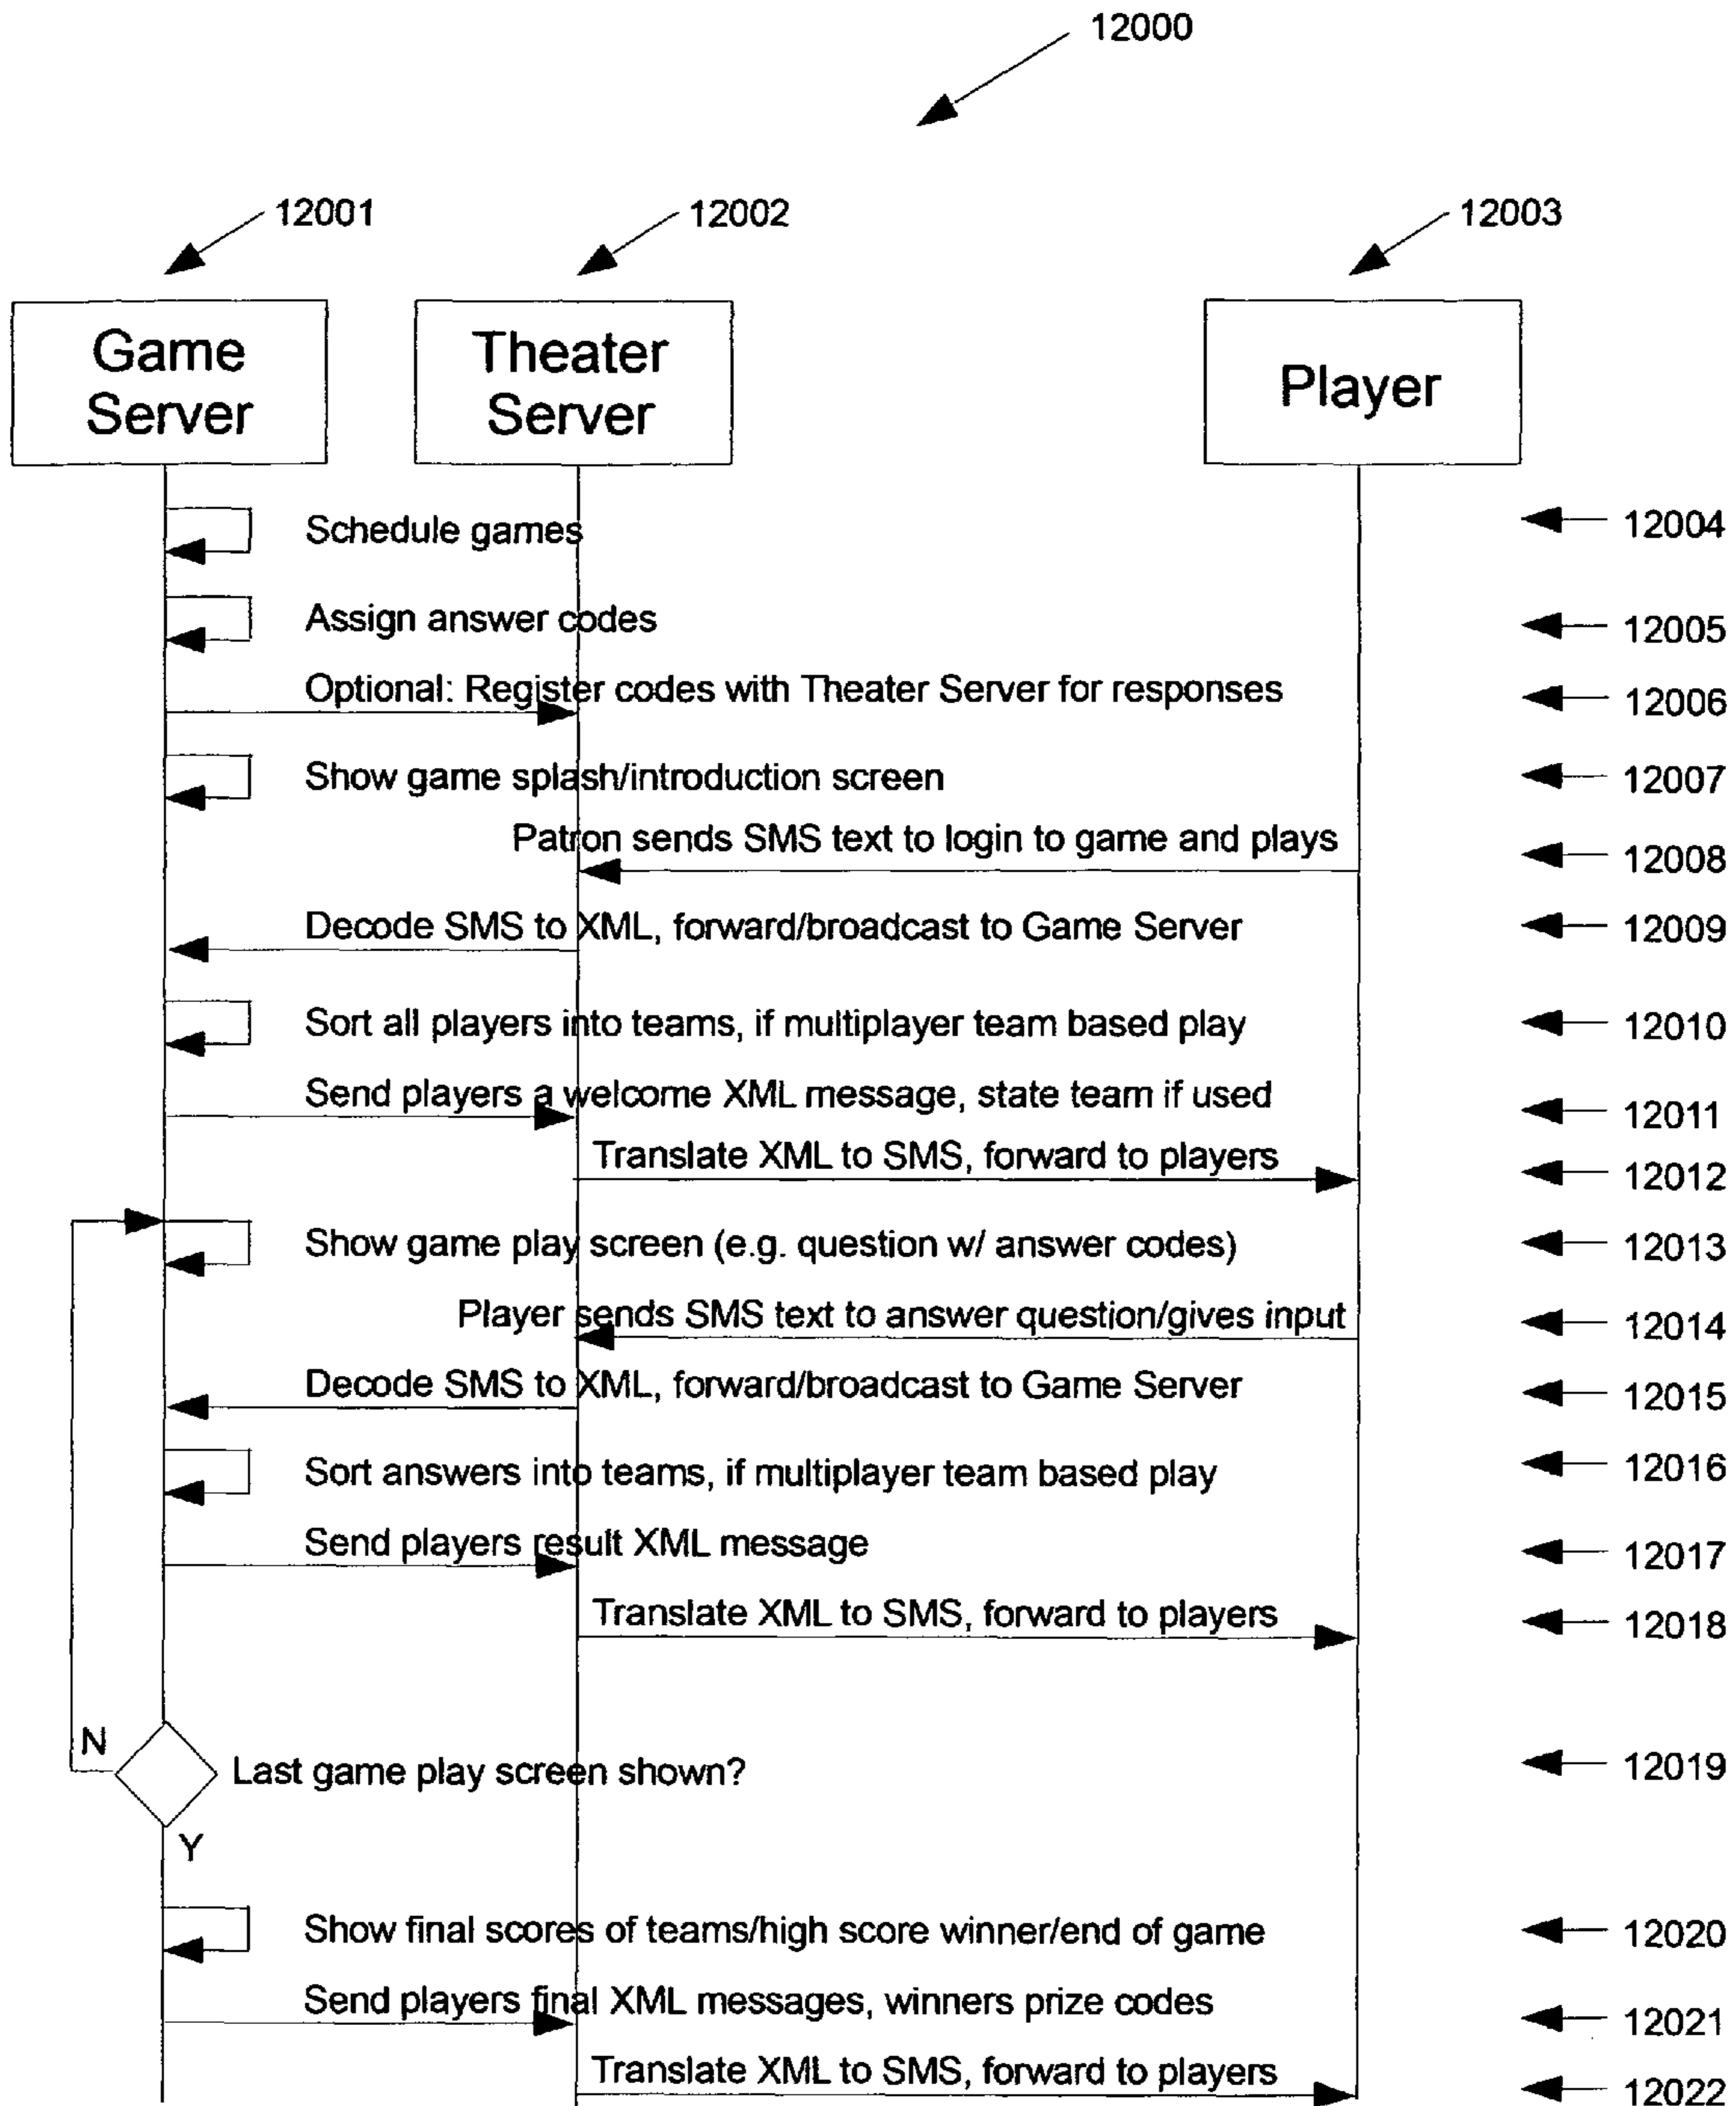 12000
12001
12002
12003
Game
Server
Theater
Server
Player
Schedule games
12004
Assign answer codes
12005
Optional: Register codes with Theater Server for responses
12006
Show game splash/introduction screen
12007
Patron sends SMS text to login to game and plays
12008
Decode SMS to XML, forward/broadcast to Game Server
12009
Sort all players into teams, if multiplayer team based play
12010
Send players a welcome XML message, state team if used
12011
Translate XML to SMS, forward to players
12012
Show game play screen (e.g. question w/ answer codes)
12013
Player sends SMS text to answer question/gives input
12014
Decode SMS to XML, forward/broadcast to Game Server
12015
Sort answers into teams, if multiplayer team based play
12016
Send players result XML message
12017
Translate XML to SMS, forward to players
12018
N
Last game play screen shown?
12019
Y
Show final scores of teams/high score winner/end of game
12020
Send players final XML messages, winners prize codes
12021
Translate XML to SMS, forward to players
12022